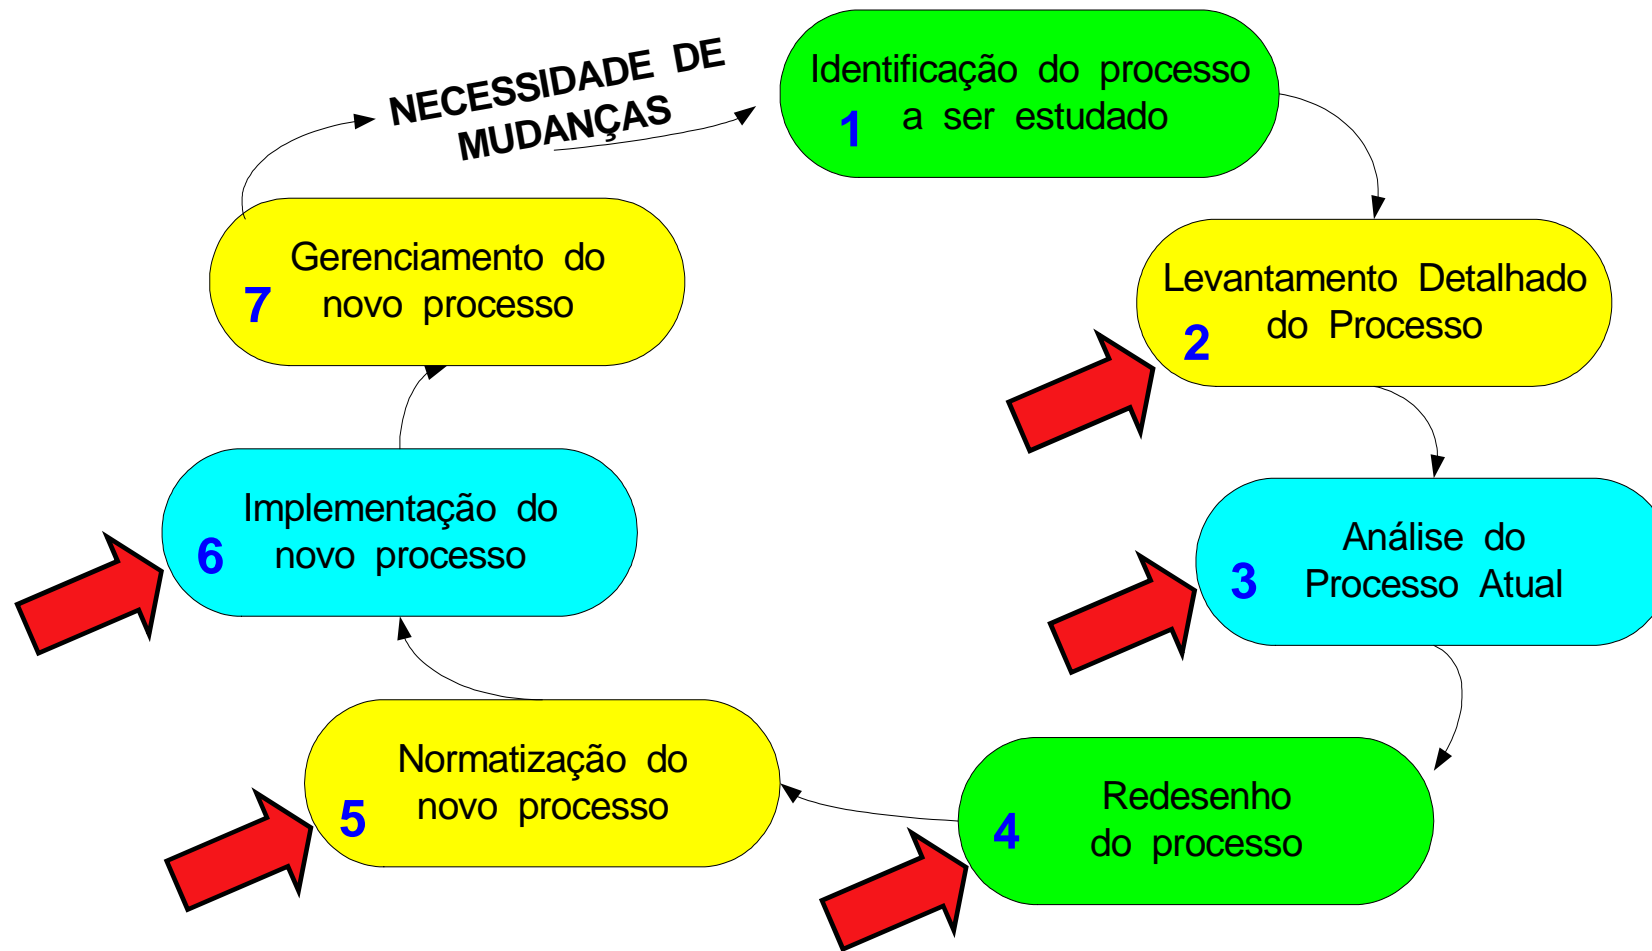 NECESSIDADE DE
MUDANÇAS
Identificação do processo
a ser estudado
1
Levantamento Detalhado
do Processo
2
Análise do
Processo Atual
3
Redesenho
do processo
4
Normatização do
novo processo
5
Implementação do
novo processo
6
Gerenciamento do
novo processo
7